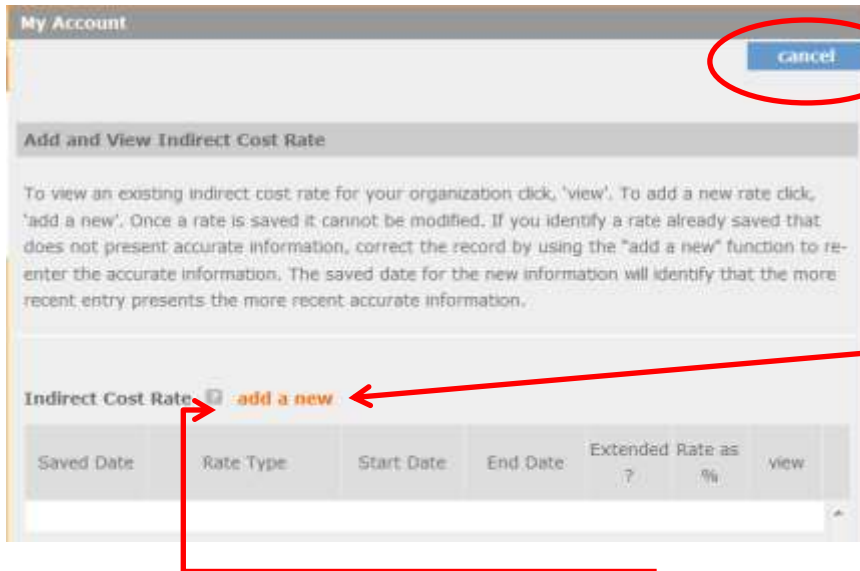 My Account
cancel
Add and View Indirect Cost Rate
To view an existing indirect cost rate for your organization click, 'view'. To add a new rate click,
'add a new'. Once a rate is saved it cannot be modified. If you identify a rate already saved that
does not present accurate information, correct the record by using the "add a new" function to re-
enter the accurate information. The saved date for the new information will identify that the more
recent entry presents the more recent accurate information.
Indirect Cost Rate ? add a new
Saved Date Rate Type Start Date End Date Extended ? Rate as % view